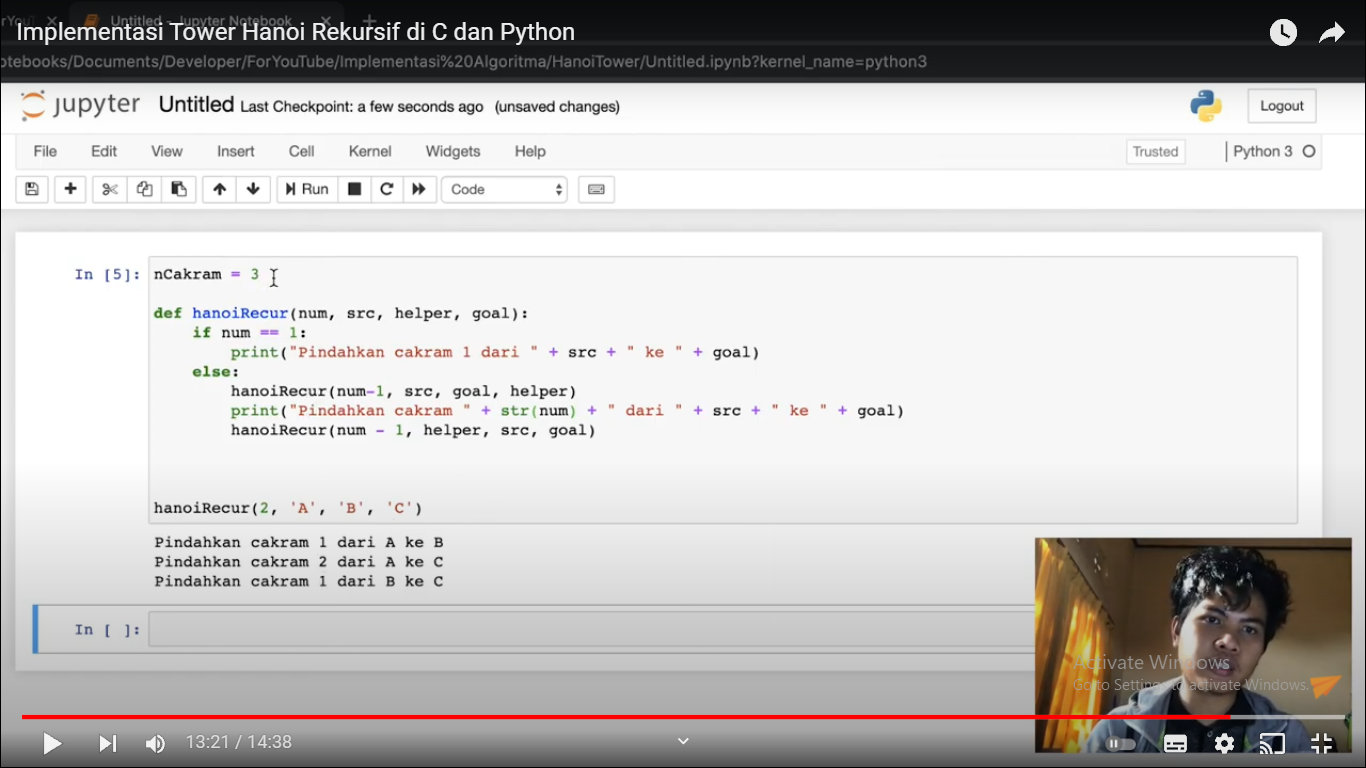 Untitled - Jupyter Notebook
Implementasi Tower Hanoi Rekursif di C dan Python
otebooks/Documents/Developer/ForYouTube/Implementasi%20Algoritma/HanoiTower/Untitled.ipynb?kernel_name=python3
jupyter Untitled Last Checkpoint: a few seconds ago (unsaved changes) Logout
File Edit View Insert Cell Kernel Widgets Help Trusted Python 3
Run Code
In [5]: nCakram = 3
def hanoiRecur(num, src, helper, goal):
if num == 1:
print("Pindahkan cakram 1 dari " + src + " ke " + goal)
else:
hanoiRecur(num-1, src, goal, helper)
print("Pindahkan cakram " + str(num) + " dari " + src + " ke " + goal)
hanoiRecur(num - 1, helper, src, goal)
hanoiRecur(2, 'A', 'B', 'C')
Pindahkan cakram 1 dari A ke B
Pindahkan cakram 2 dari A ke C
Pindahkan cakram 1 dari B ke C
In [ ]:
Activate Windows
Go to Settings to activate Windows.
13:21 / 14:38